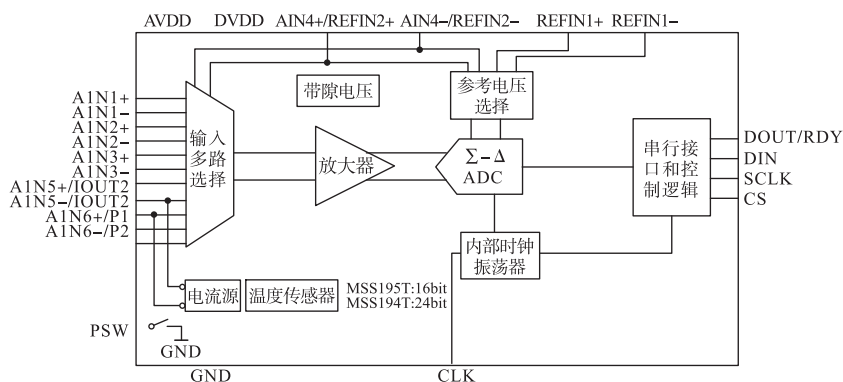 AVDD DVDD AIN4+/REFIN2+ AIN4-/REFIN2- REFIN1+ REFIN1-
带隙电压
参考电压
选择
A1N1+
A1N1-
A1N2+
A1N2-
A1N3+
A1N3-
A1N5+/IOUT2
A1N5-/IOUT2
A1N6+/P1
A1N6-/P2
输入
多路
选择
放大器
Σ-Δ
ADC
串行接
口和控
制逻辑
DOUT/RDY
DIN
SCLK
CS
内部时钟
振荡器
电流源
温度传感器
MSS195T:16bit
MSS194T:24bit
PSW
GND
GND
CLK